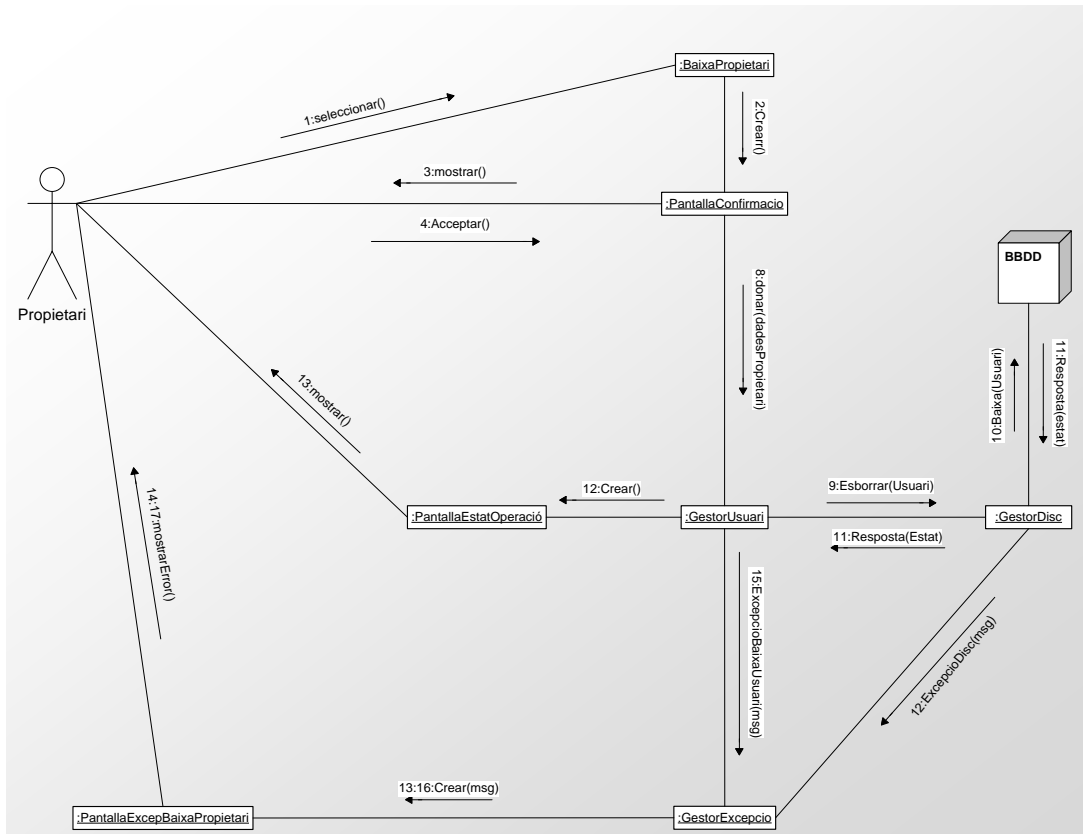 :BaixaPropietari
1:seleccionar()
2:Crearr()
3:mostrar()
:PantallaConfirmacio
4:Acceptar()
BBDD
Propietari
8:donar(dadesPropietari)
10:Baixa(Usuari)
11:Resposta(estat)
13:mostrar()
12:Crear()
9:Esborrar(Usuari)
:PantallaEstatOperació
:GestorUsuari
:GestorDisc
11:Resposta(Estat)
14:17:mostrarError()
15:ExcepcioBaixaUsuari(msg)
12:ExcepcioDisc(msg)
13:16:Crear(msg)
:PantallaExcepBaixaPropietari
:GestorExcepcio